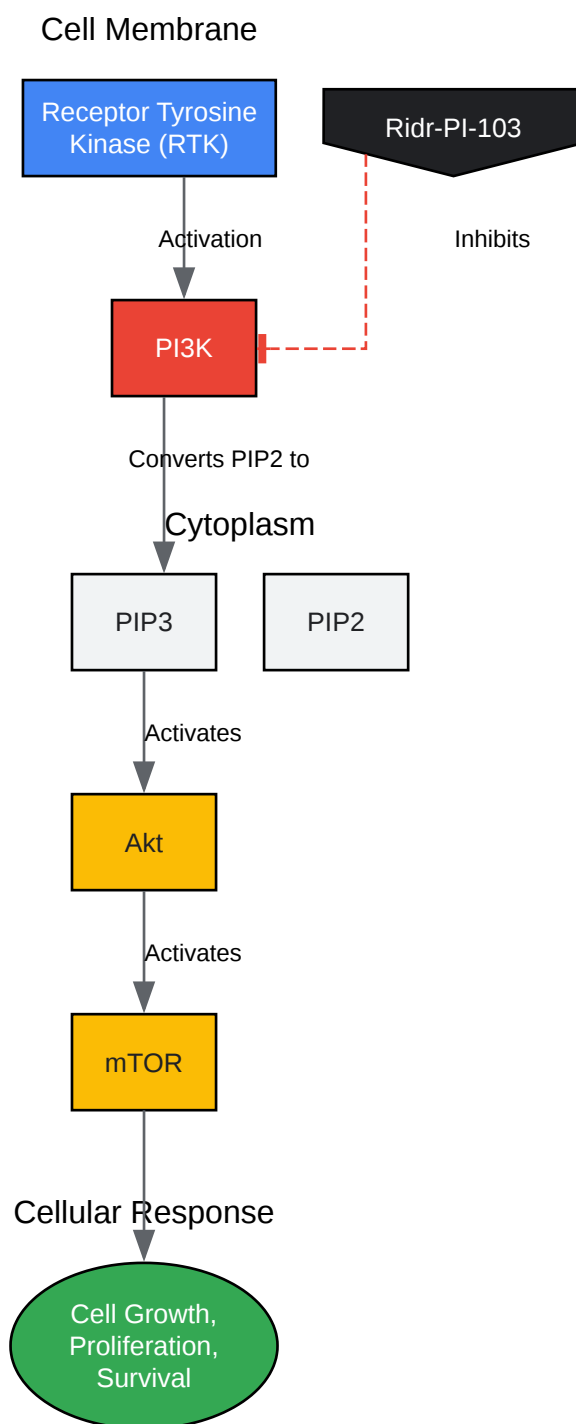 Cell Membrane
Receptor Tyrosine
Kinase (RTK)
Ridr-PI-103
Activation
Inhibits
PI3K
Converts PIP2 to
Cytoplasm
PIP3
PIP2
Activates
Akt
Activates
mTOR
Cellular Response
Cell Growth,
Proliferation,
Survival